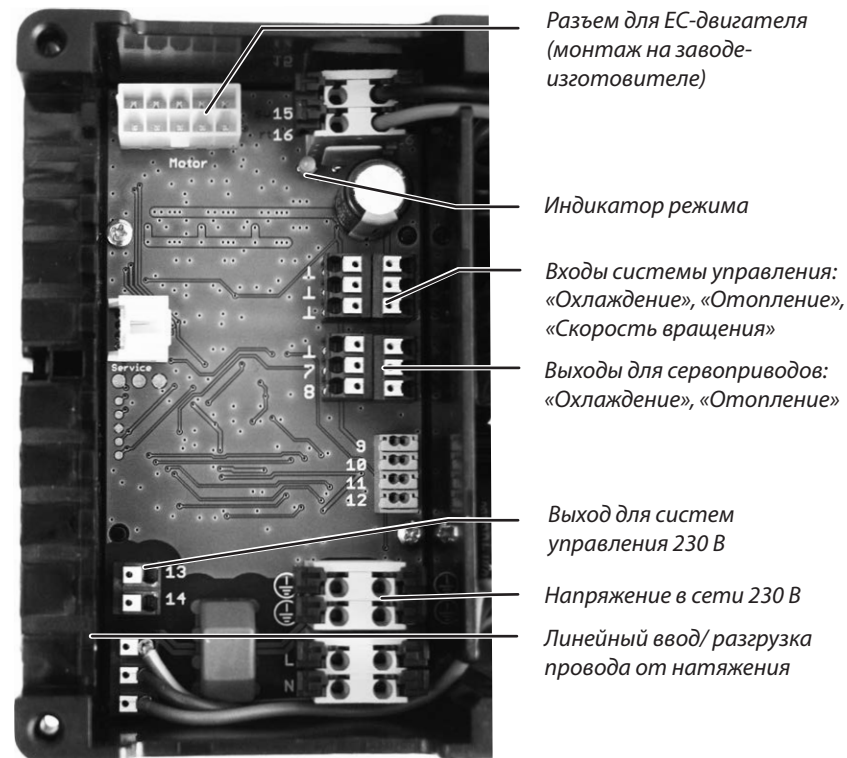 Разъем для ЕС-двигателя
(монтаж на заводе-
изготовителе)
15
16
Motor
Индикатор режима
Входы системы управления:
«Охлаждение», «Отопление»,
«Скорость вращения»
7
8
Service
Выходы для сервоприводов:
«Охлаждение», «Отопление»
9
10
11
12
Выход для систем
управления 230 В
13
14
Напряжение в сети 230 В
L
N
Линейный ввод/ разгрузка
провода от натяжения